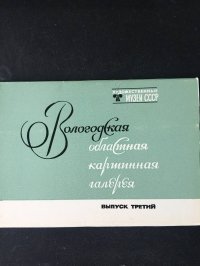 ХУДОЖЕСТВЕННЫЕ
МУЗЕИ СССР
Вологодская
областная
картинная
галерея
ВЫПУСК ТРЕТИЙ